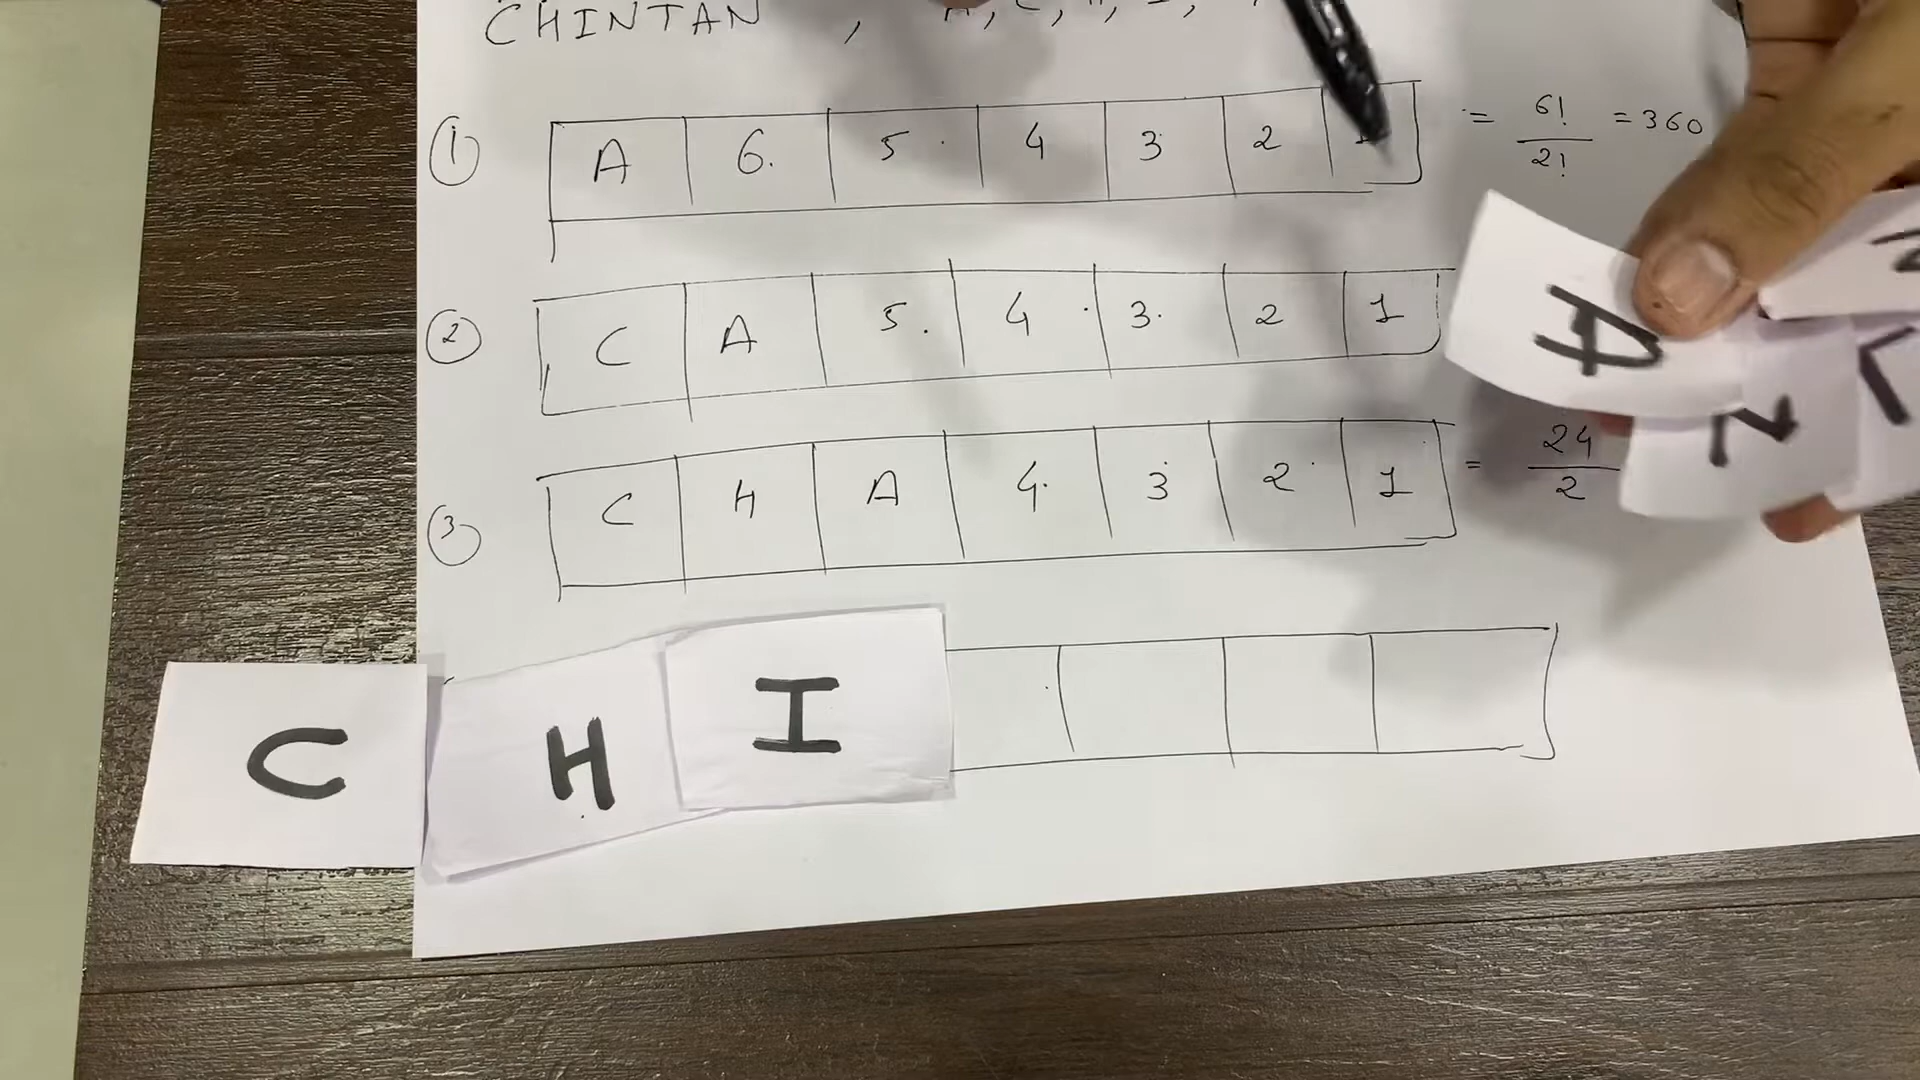 CHINTAN ,
① A 6. 5. 4 3 2 = 6!/2! = 360
② C A 5. 4 3. 2 1
③ C H A 4. 3 2 1 = 24/2
C H I
A